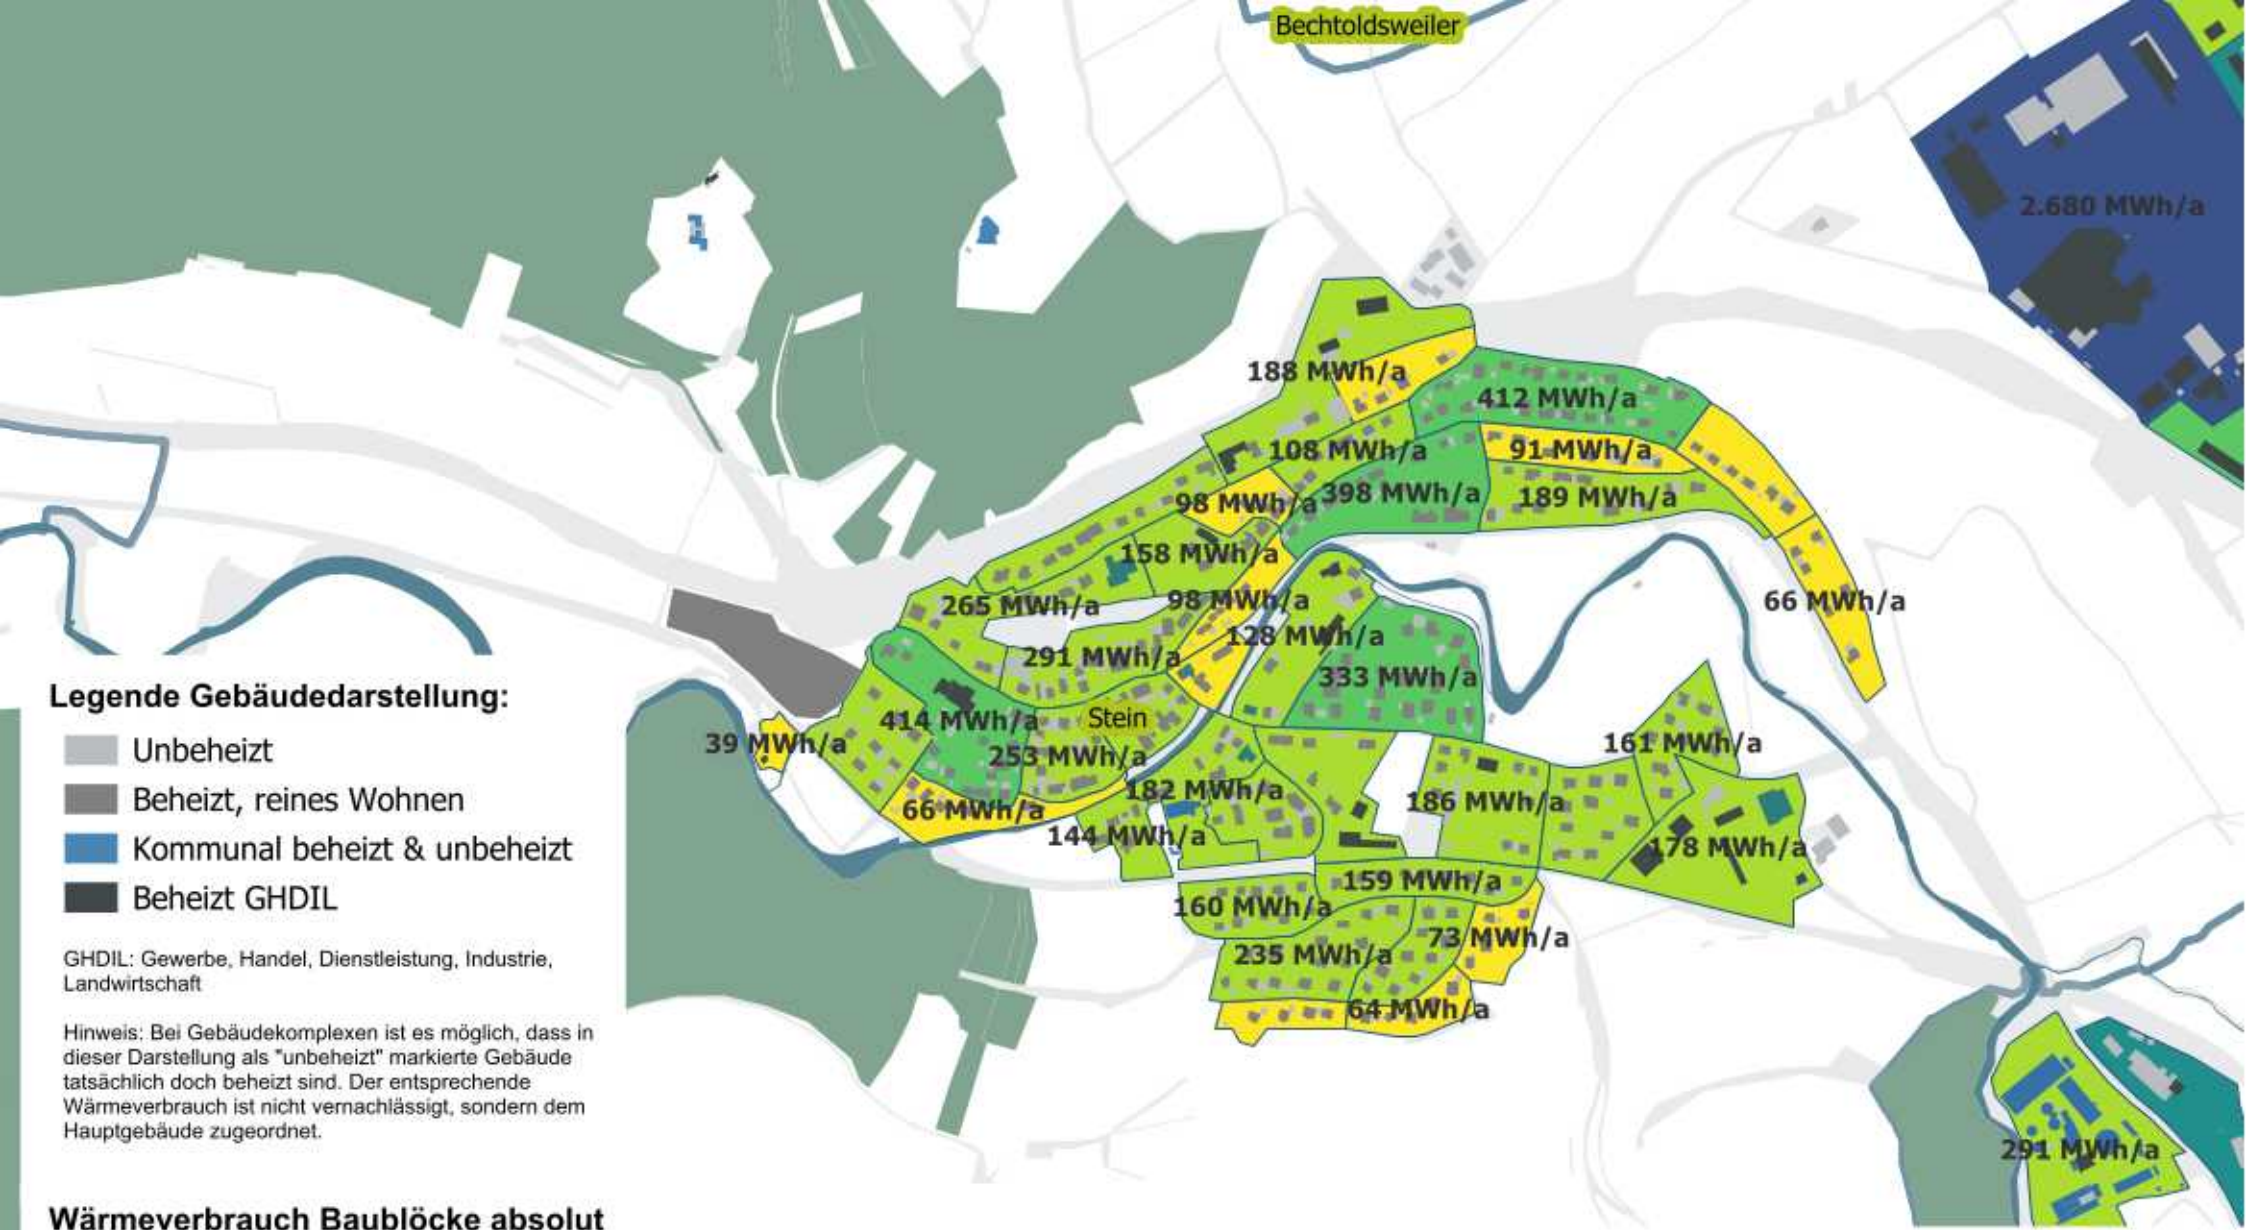 Bechtoldsweiler
2.680 MWh/a
188 MWh/a
412 MWh/a
108 MWh/a
91 MWh/a
98 MWh/a
398 MWh/a
189 MWh/a
158 MWh/a
265 MWh/a
98 MWh/a
66 MWh/a
128 MWh/a
291 MWh/a
333 MWh/a
414 MWh/a
Stein
39 MWh/a
253 MWh/a
161 MWh/a
182 MWh/a
66 MWh/a
186 MWh/a
144 MWh/a
178 MWh/a
159 MWh/a
160 MWh/a
73 MWh/a
235 MWh/a
64 MWh/a
291 MWh/a
Legende Gebäudedarstellung:
Unbeheizt
Beheizt, reines Wohnen
Kommunal beheizt & unbeheizt
Beheizt GHDIL
GHDIL: Gewerbe, Handel, Dienstleistung, Industrie,
Landwirtschaft
Hinweis: Bei Gebäudekomplexen ist es möglich, dass in
dieser Darstellung als "unbeheizt" markierte Gebäude
tatsächlich doch beheizt sind. Der entsprechende
Wärmeverbrauch ist nicht vernachlässigt, sondern dem
Hauptgebäude zugeordnet.
Wärmeverbrauch Baublöcke absolut